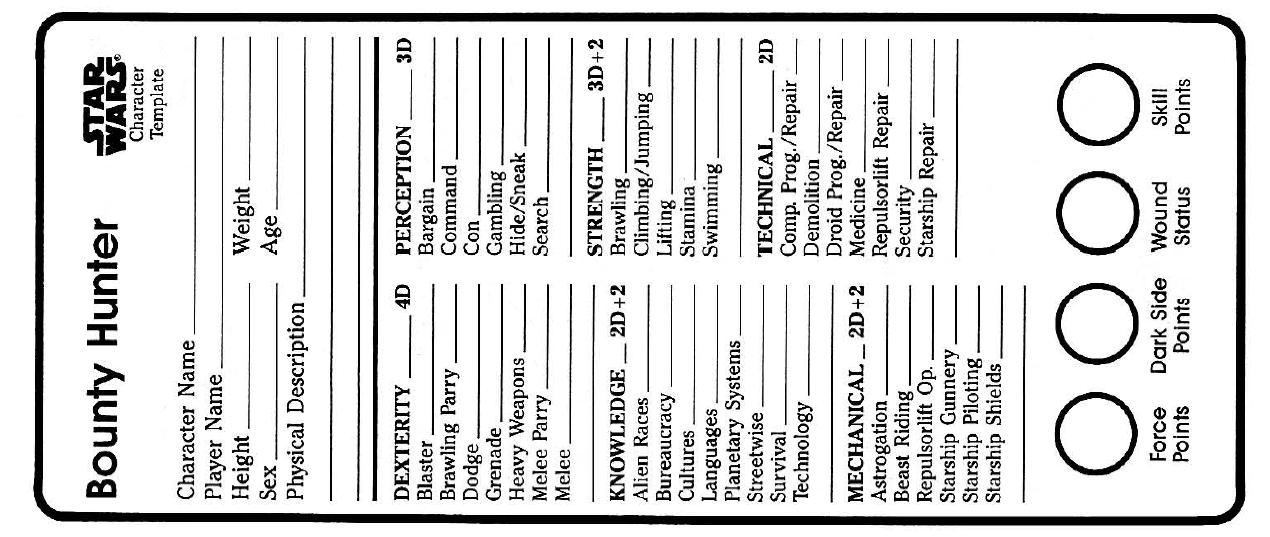 Bounty Hunter
STAR WARS®
Character
Template
Character Name
Player Name
Height Weight
Sex Age
Physical Description
DEXTERITY 4D
Blaster
Brawling Parry
Dodge
Grenade
Heavy Weapons
Melee Parry
Melee
KNOWLEDGE 2D+2
Alien Races
Bureaucracy
Cultures
Languages
Planetary Systems
Streetwise
Survival
Technology
MECHANICAL 2D+2
Astrogation
Beast Riding
Repulsorlift Op.
Starship Gunnery
Starship Piloting
Starship Shields
PERCEPTION 3D
Bargain
Command
Con
Gambling
Hide/Sneak
Search
STRENGTH 3D+2
Brawling
Climbing/Jumping
Lifting
Stamina
Swimming
TECHNICAL 2D
Comp. Prog./Repair
Demolition
Droid Prog./Repair
Medicine
Repulsorlift Repair
Security
Starship Repair
Force
Points
Dark Side
Points
Wound
Status
Skill
Points